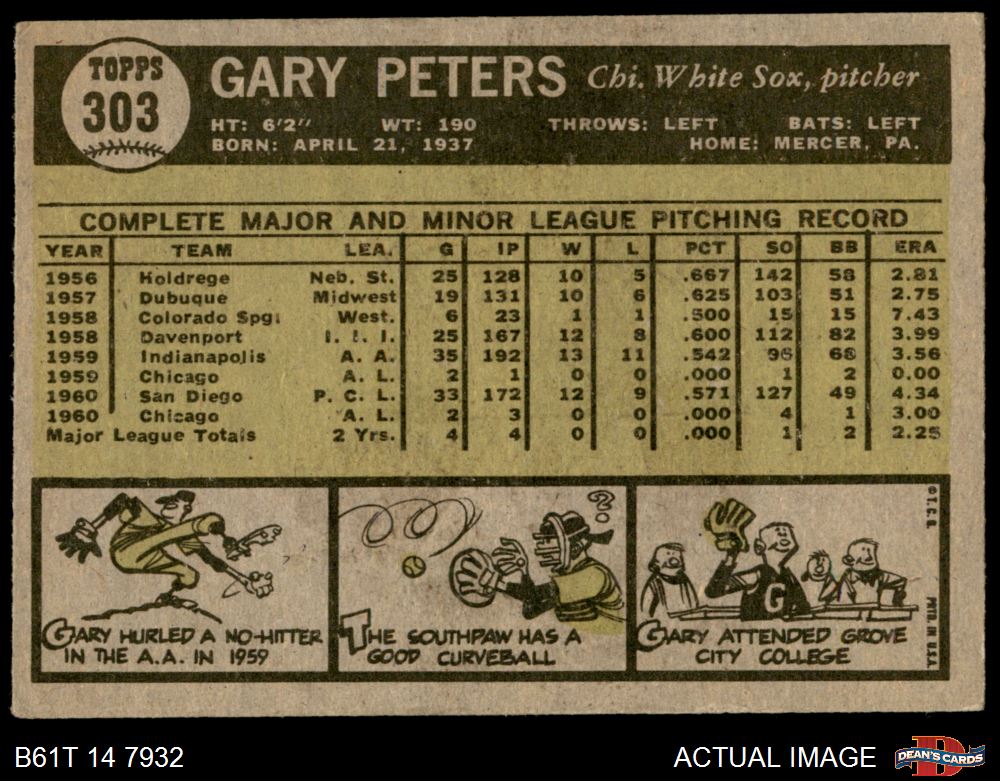 TOPPS
303
GARY PETERS Chi. White Sox, pitcher
HT: 6'2" WT: 190 THROWS: LEFT BATS: LEFT
BORN: APRIL 21, 1937 HOME: MERCER, PA.
COMPLETE MAJOR AND MINOR LEAGUE PITCHING RECORD
YEAR TEAM LEA. G IP W L PCT SO BB ERA
1956 Holdrege Neb. St. 25 128 10 5 .667 142 58 2.81
1957 Dubuque Midwest 19 131 10 6 .625 103 51 2.75
1958 Colorado Spgs West. 6 23 1 1 .500 15 15 7.43
1958 Davenport I. I. I. 25 167 12 8 .600 112 82 3.99
1959 Indianapolis A. A. 35 192 13 11 .542 96 68 3.56
1959 Chicago A. L. 2 1 0 0 .000 1 2 0.00
1960 San Diego P. C. L. 33 172 12 9 .571 127 49 4.34
1960 Chicago A. L. 2 3 0 0 .000 4 1 3.00
Major League Totals 2 Yrs. 4 4 0 0 .000 1 2 2.25
GARY HURLED A NO-HITTER
IN THE A.A. IN 1959
THE SOUTHPAW HAS A
GOOD CURVEBALL
G
GARY ATTENDED GROVE
CITY COLLEGE
© T.C.G.
PRTD. IN U.S.A.
B61T 14 7932 ACTUAL IMAGE
D
DEAN'S CARDS